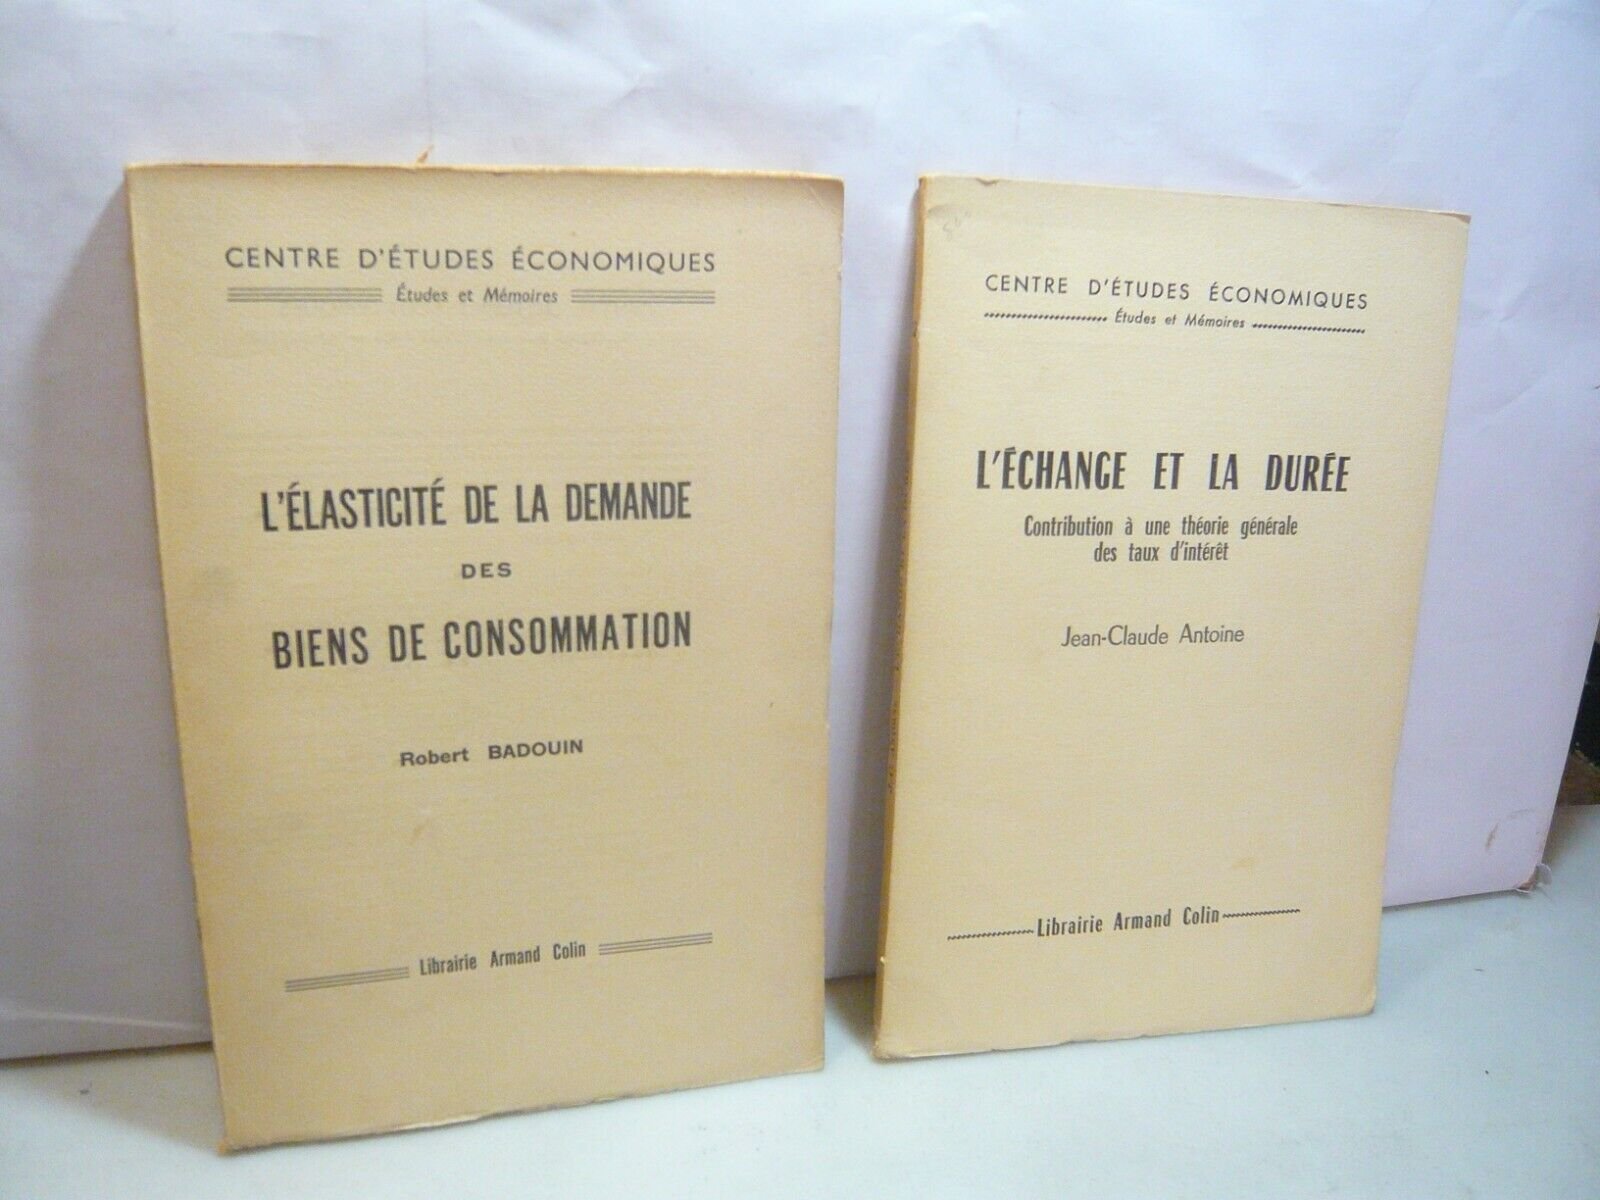 CENTRE D'ÉTUDES ÉCONOMIQUES
Études et Mémoires
L'ÉLASTICITÉ DE LA DEMANDE
DES
BIENS DE CONSOMMATION
Robert BADOUIN
Librairie Armand Colin
CENTRE D'ÉTUDES ÉCONOMIQUES
Études et Mémoires
L'ÉCHANGE ET LA DURÉE
Contribution à une théorie générale
des taux d'intérêt
Jean-Claude Antoine
Librairie Armand Colin